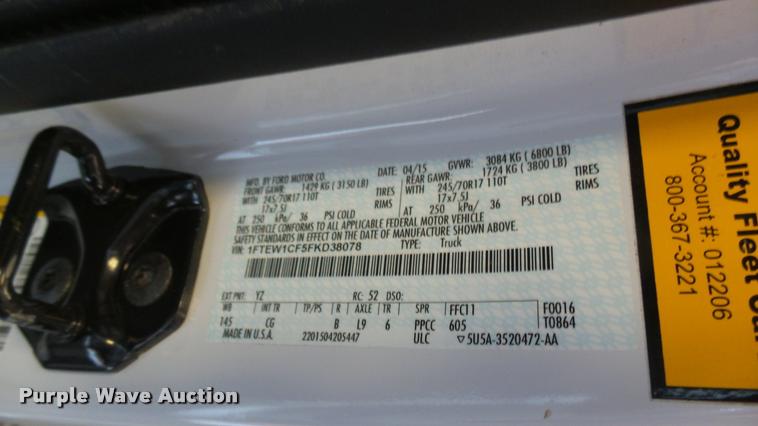 MFD. BY FORD MOTOR CO.
DATE: 04/15 GVWR: 3084 KG ( 6800 LB)
FRONT GAWR: 1429 KG ( 3150 LB) REAR GAWR: 1724 KG ( 3800 LB)
WITH 245/70R17 110T TIRES WITH 245/70R17 110T TIRES
17x7.5J RIMS 17x7.5J RIMS
AT 250 kPa/ 36 PSI COLD AT 250 kPa/ 36 PSI COLD
THIS VEHICLE CONFORMS TO ALL APPLICABLE FEDERAL MOTOR VEHICLE
SAFETY STANDARDS IN EFFECT ON THE DATE OF MANUFACTURE SHOWN ABOVE.
VIN: 1FTEW1CF5FKD38078 TYPE: Truck
EXT PNT: YZ RC: 52 DSO:
WB INT TR TP/PS R AXLE TR SPR FFC11 F0016
145 CG B L9 6 PPCC 605 T0864
MADE IN U.S.A. 2201504205447 ULC 5U5A-3520472-AA
Quality Fleet
Account #: 012206
800-367-3221
Purple Wave Auction